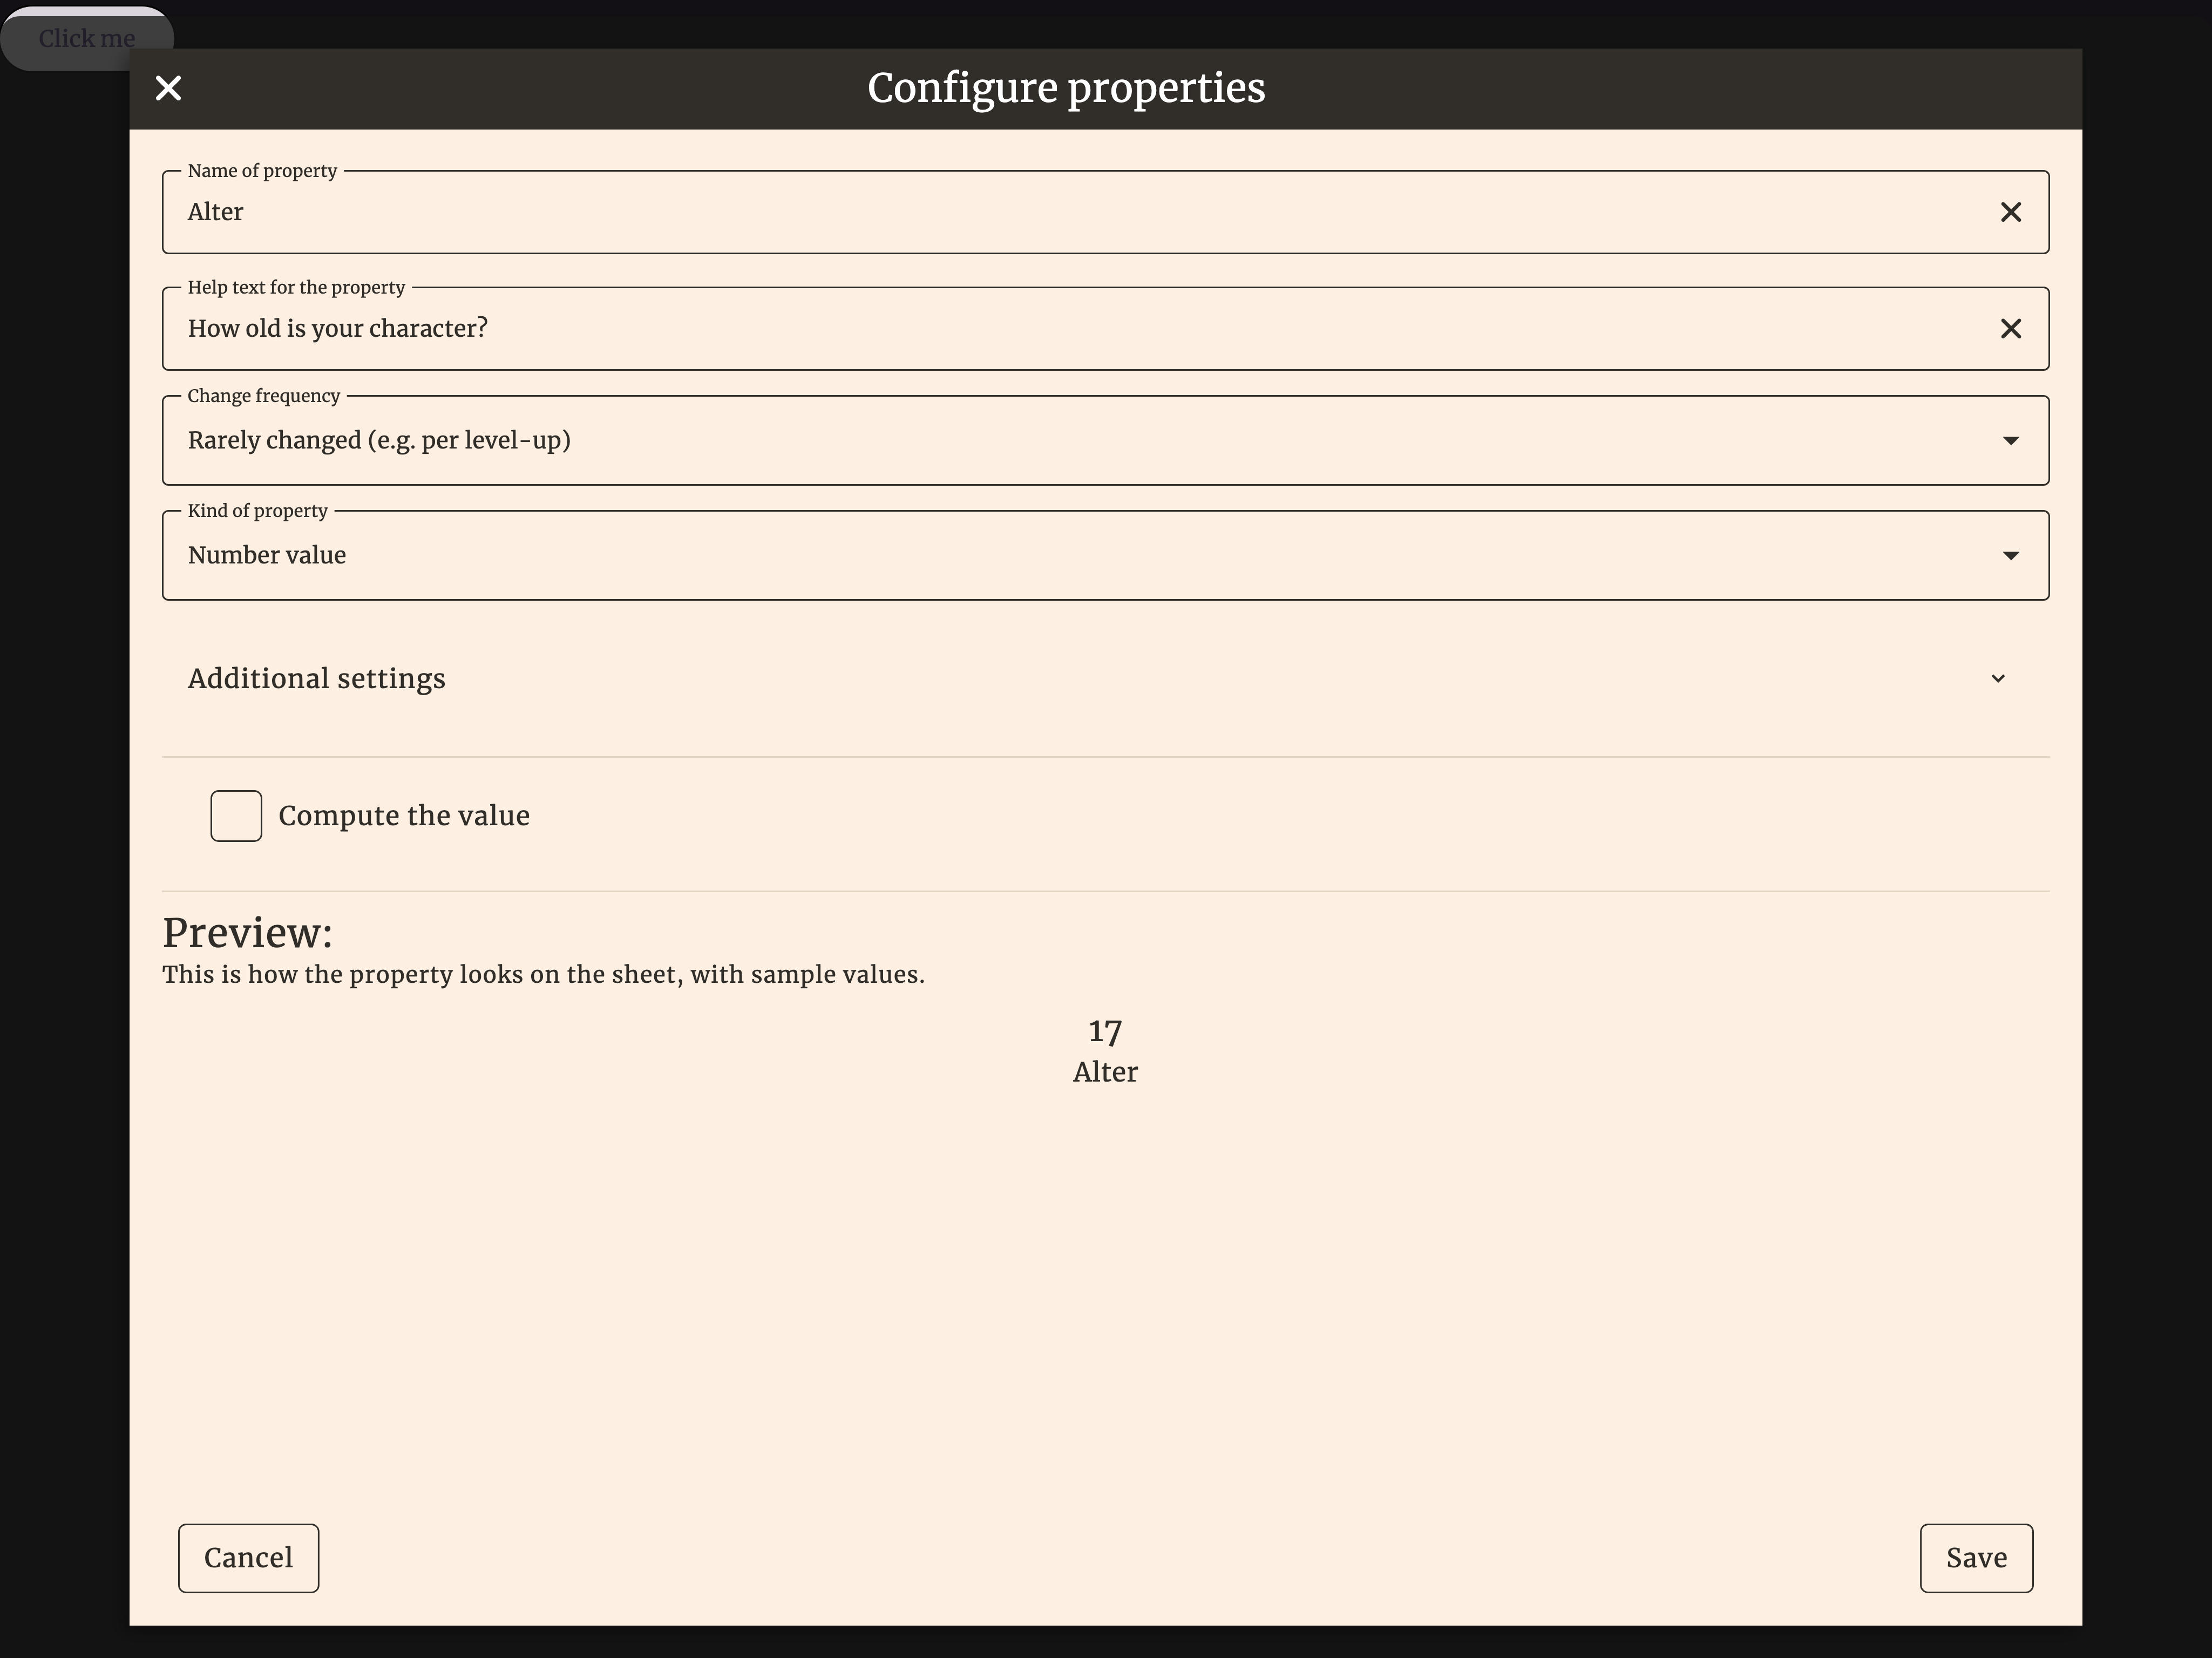 Click me
Configure properties
Name of property
Alter
Help text for the property
How old is your character?
Change frequency
Rarely changed (e.g. per level-up)
Kind of property
Number value
Additional settings
Compute the value
Preview:
This is how the property looks on the sheet, with sample values.
17
Alter
Cancel
Save